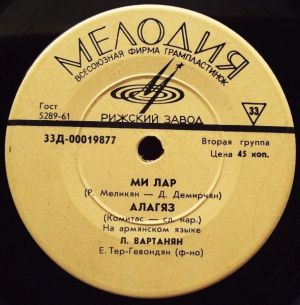 МЕЛОДИЯ
ВСЕСОЮЗНАЯ ФИРМА ГРАМПЛАСТИНОК
Гост
5289-61
33
РИЖСКИЙ ЗАВОД
33Д-00019877
Вторая группа
Цена 45 коп.
МИ ЛАР
(Р. Меликян — Д. Демирчян)
АЛАГЯЗ
(Комитас — сл. нар.)
На армянском языке
Л. ВАРТАНЯН
Е. Тер-Гевондян (ф-но)